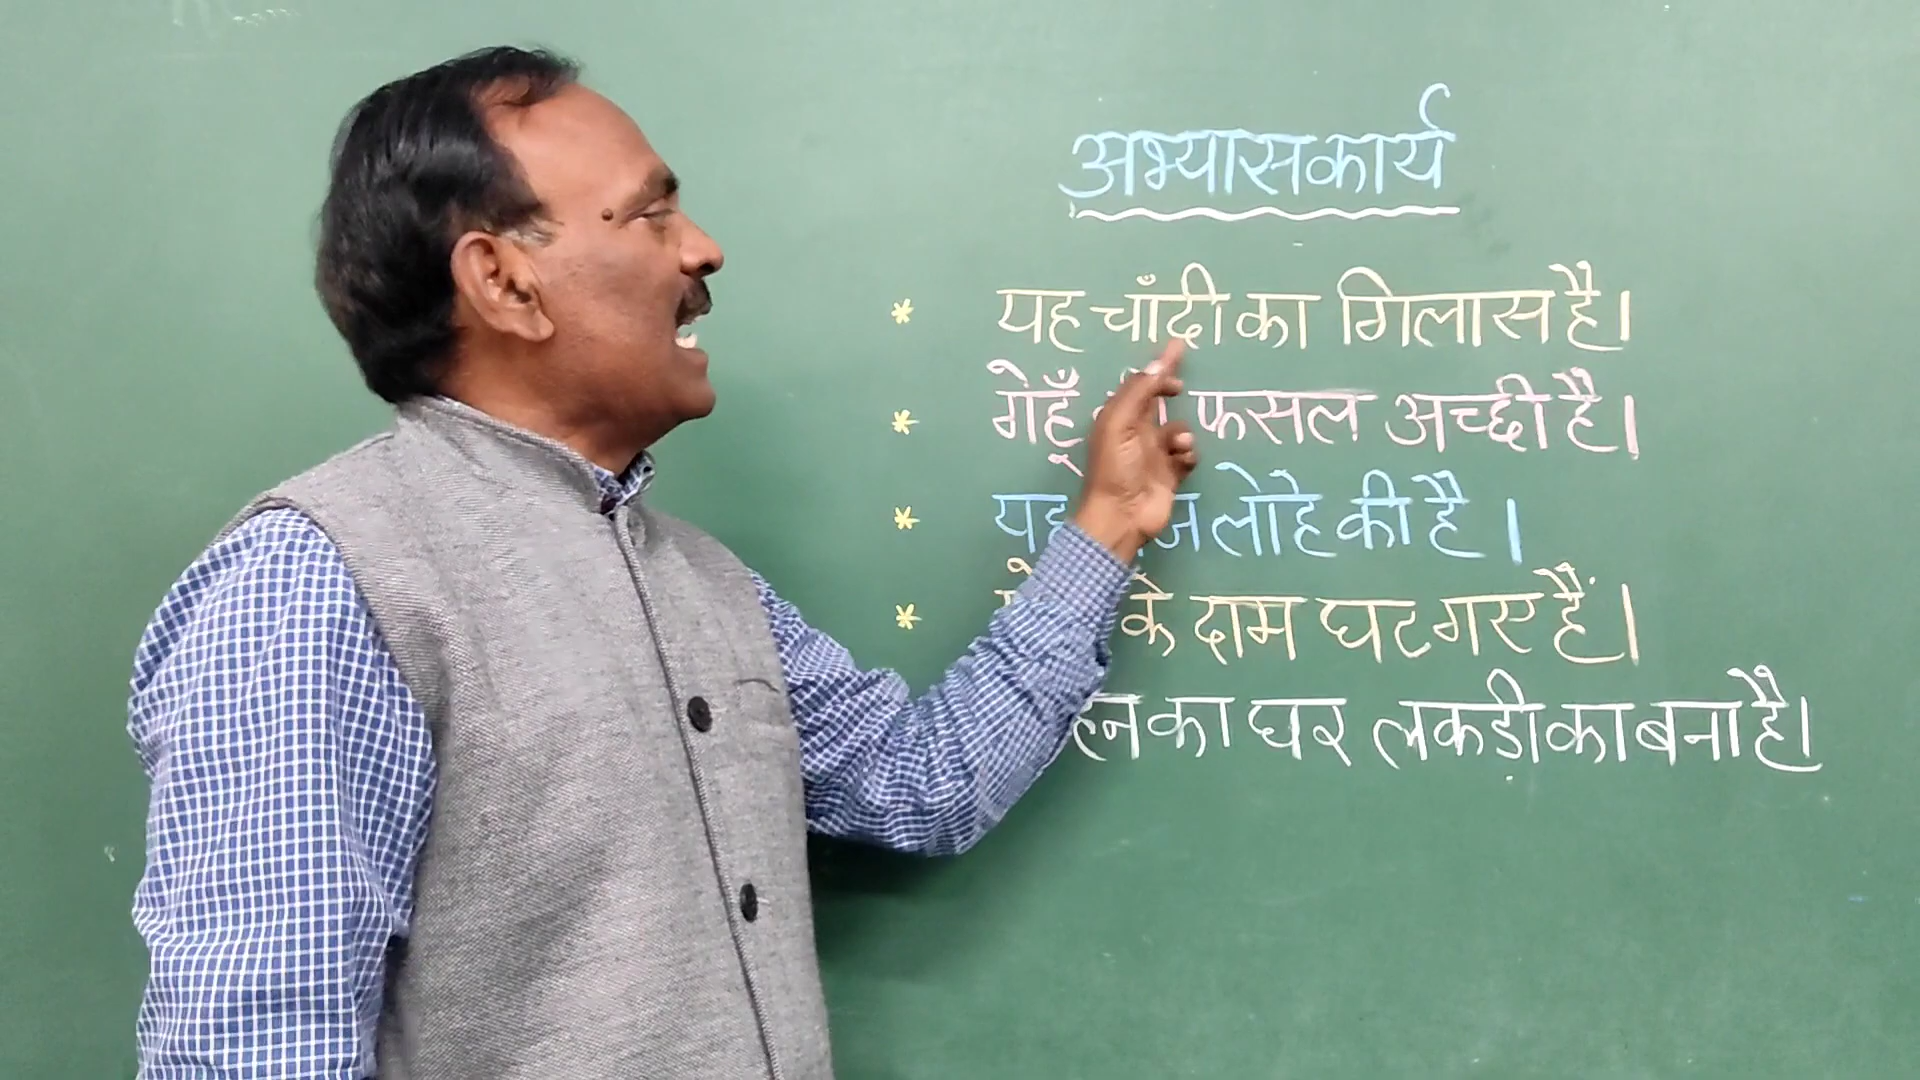 अभ्यासकार्य
* यह चाँदी का गिलास है।
* गेहूँ फसल अच्छी है।
* यह लोहे की है ।
* के दाम घट गए हैं।
का घर लकड़ी का बना है।